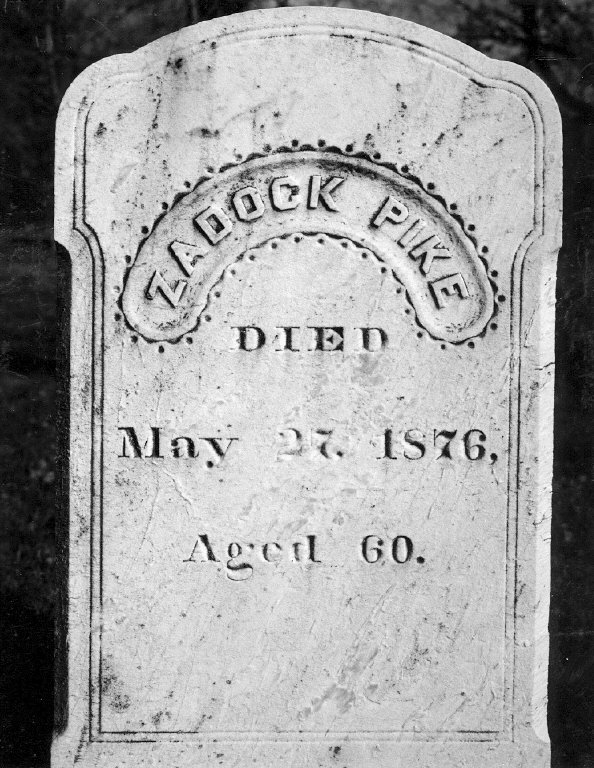 ZADOCK PIKE
DIED
May 27. 1876.
Aged 60.